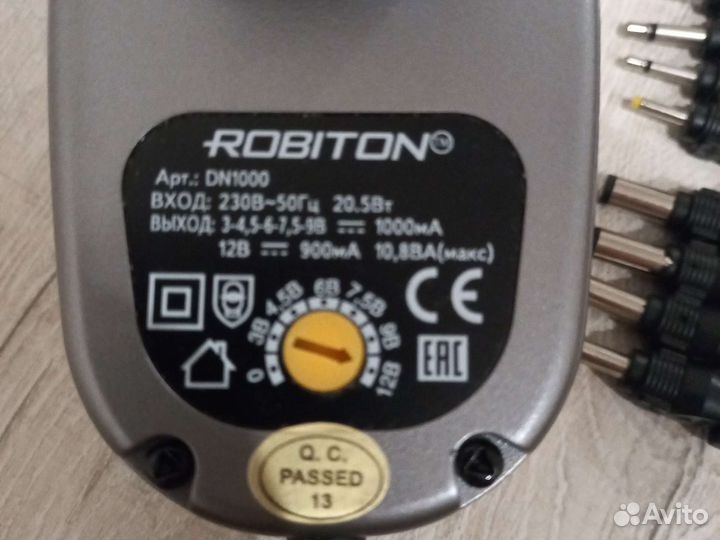 ROBITON TM
Арт.: DN1000
ВХОД: 230В~50Гц 20.5Вт
ВЫХОД: 3-4,5-6-7,5-9В 1000мА
12В 900мА 10,8ВА(макс)
0 3В 4,5В 6В 7,5В 9В 12В
CE
EAC
Q. C.
PASSED
13
Avito